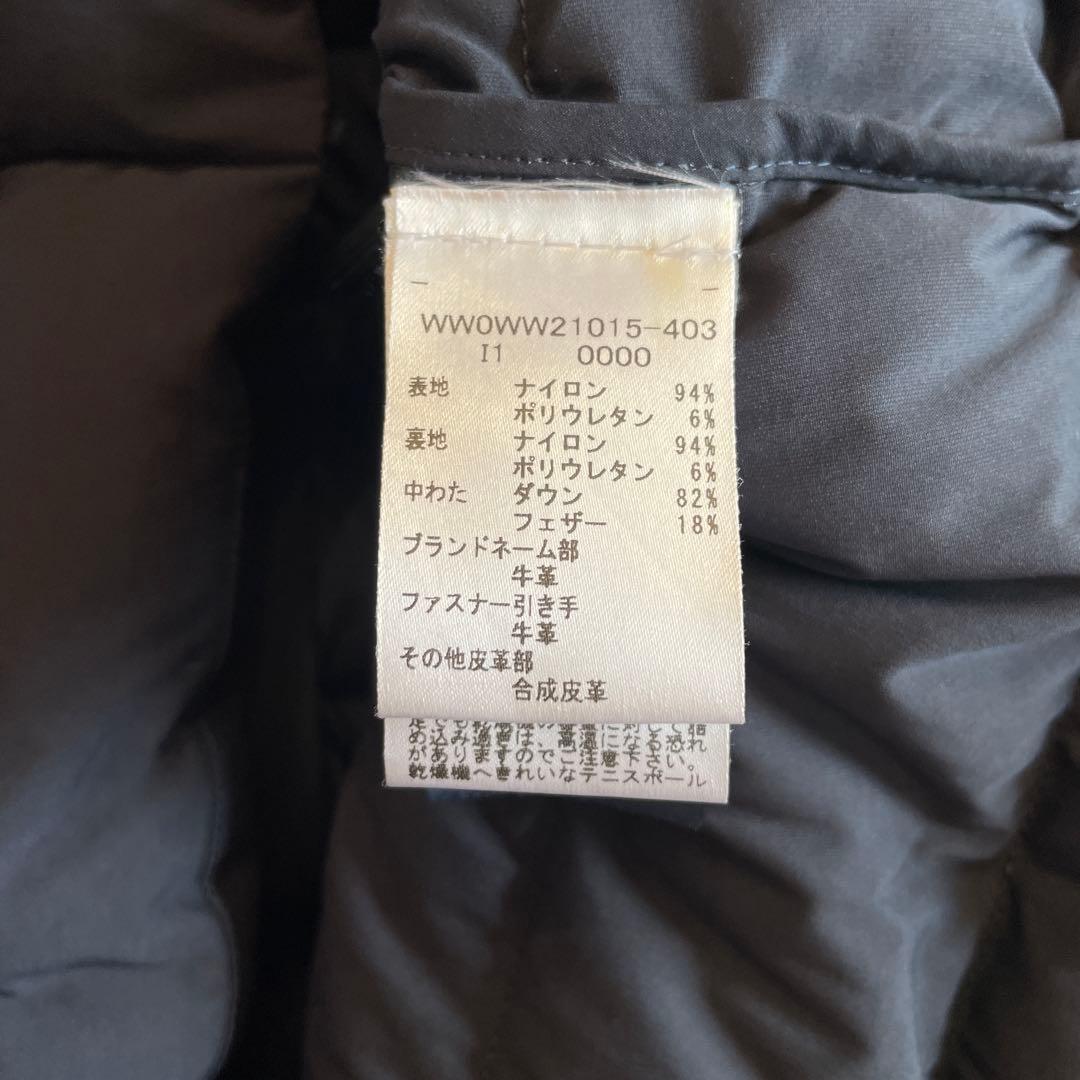 WW0WW21015-403
I1 0000
表地 ナイロン 94%
ポリウレタン 6%
裏地 ナイロン 94%
ポリウレタン 6%
中わた ダウン 82%
フェザー 18%
ブランドネーム部
牛革
ファスナー引き手
牛革
その他皮革部
合成皮革
がありますので、ご注意下さい。
乾燥機へきれいなテニスボール